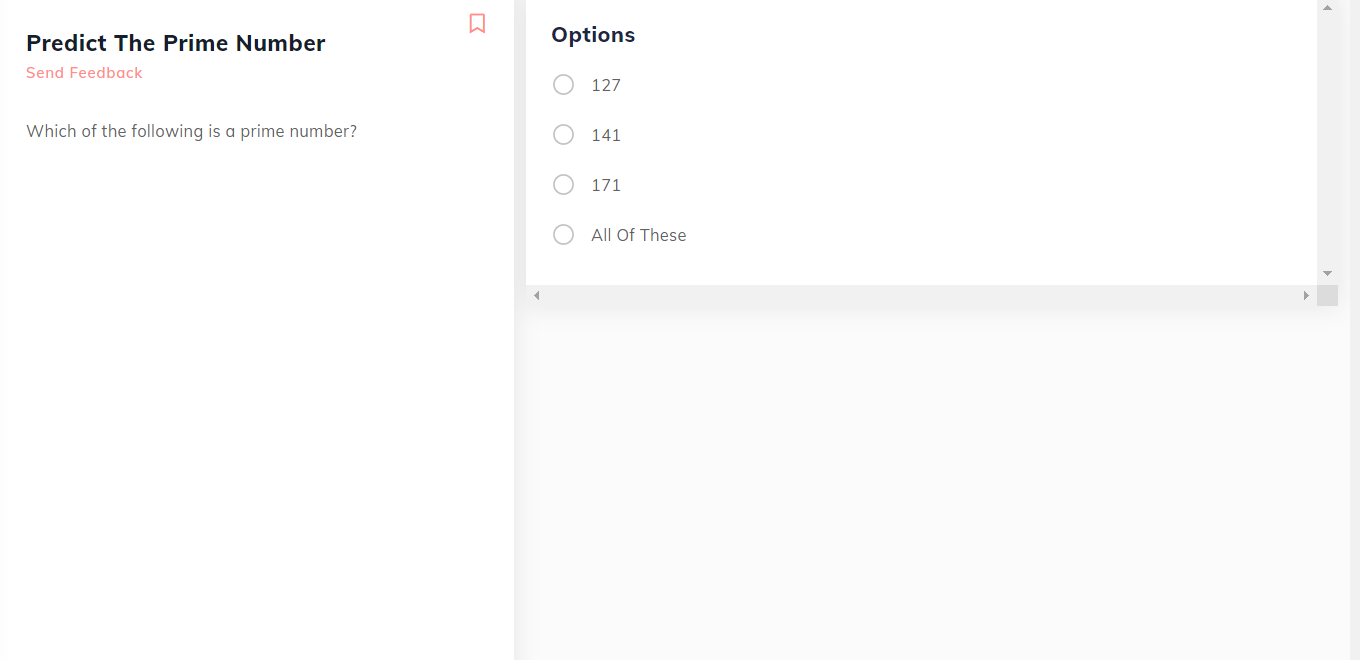 Predict The Prime Number
Send Feedback
Which of the following is a prime number?
Options
127
141
171
All Of These